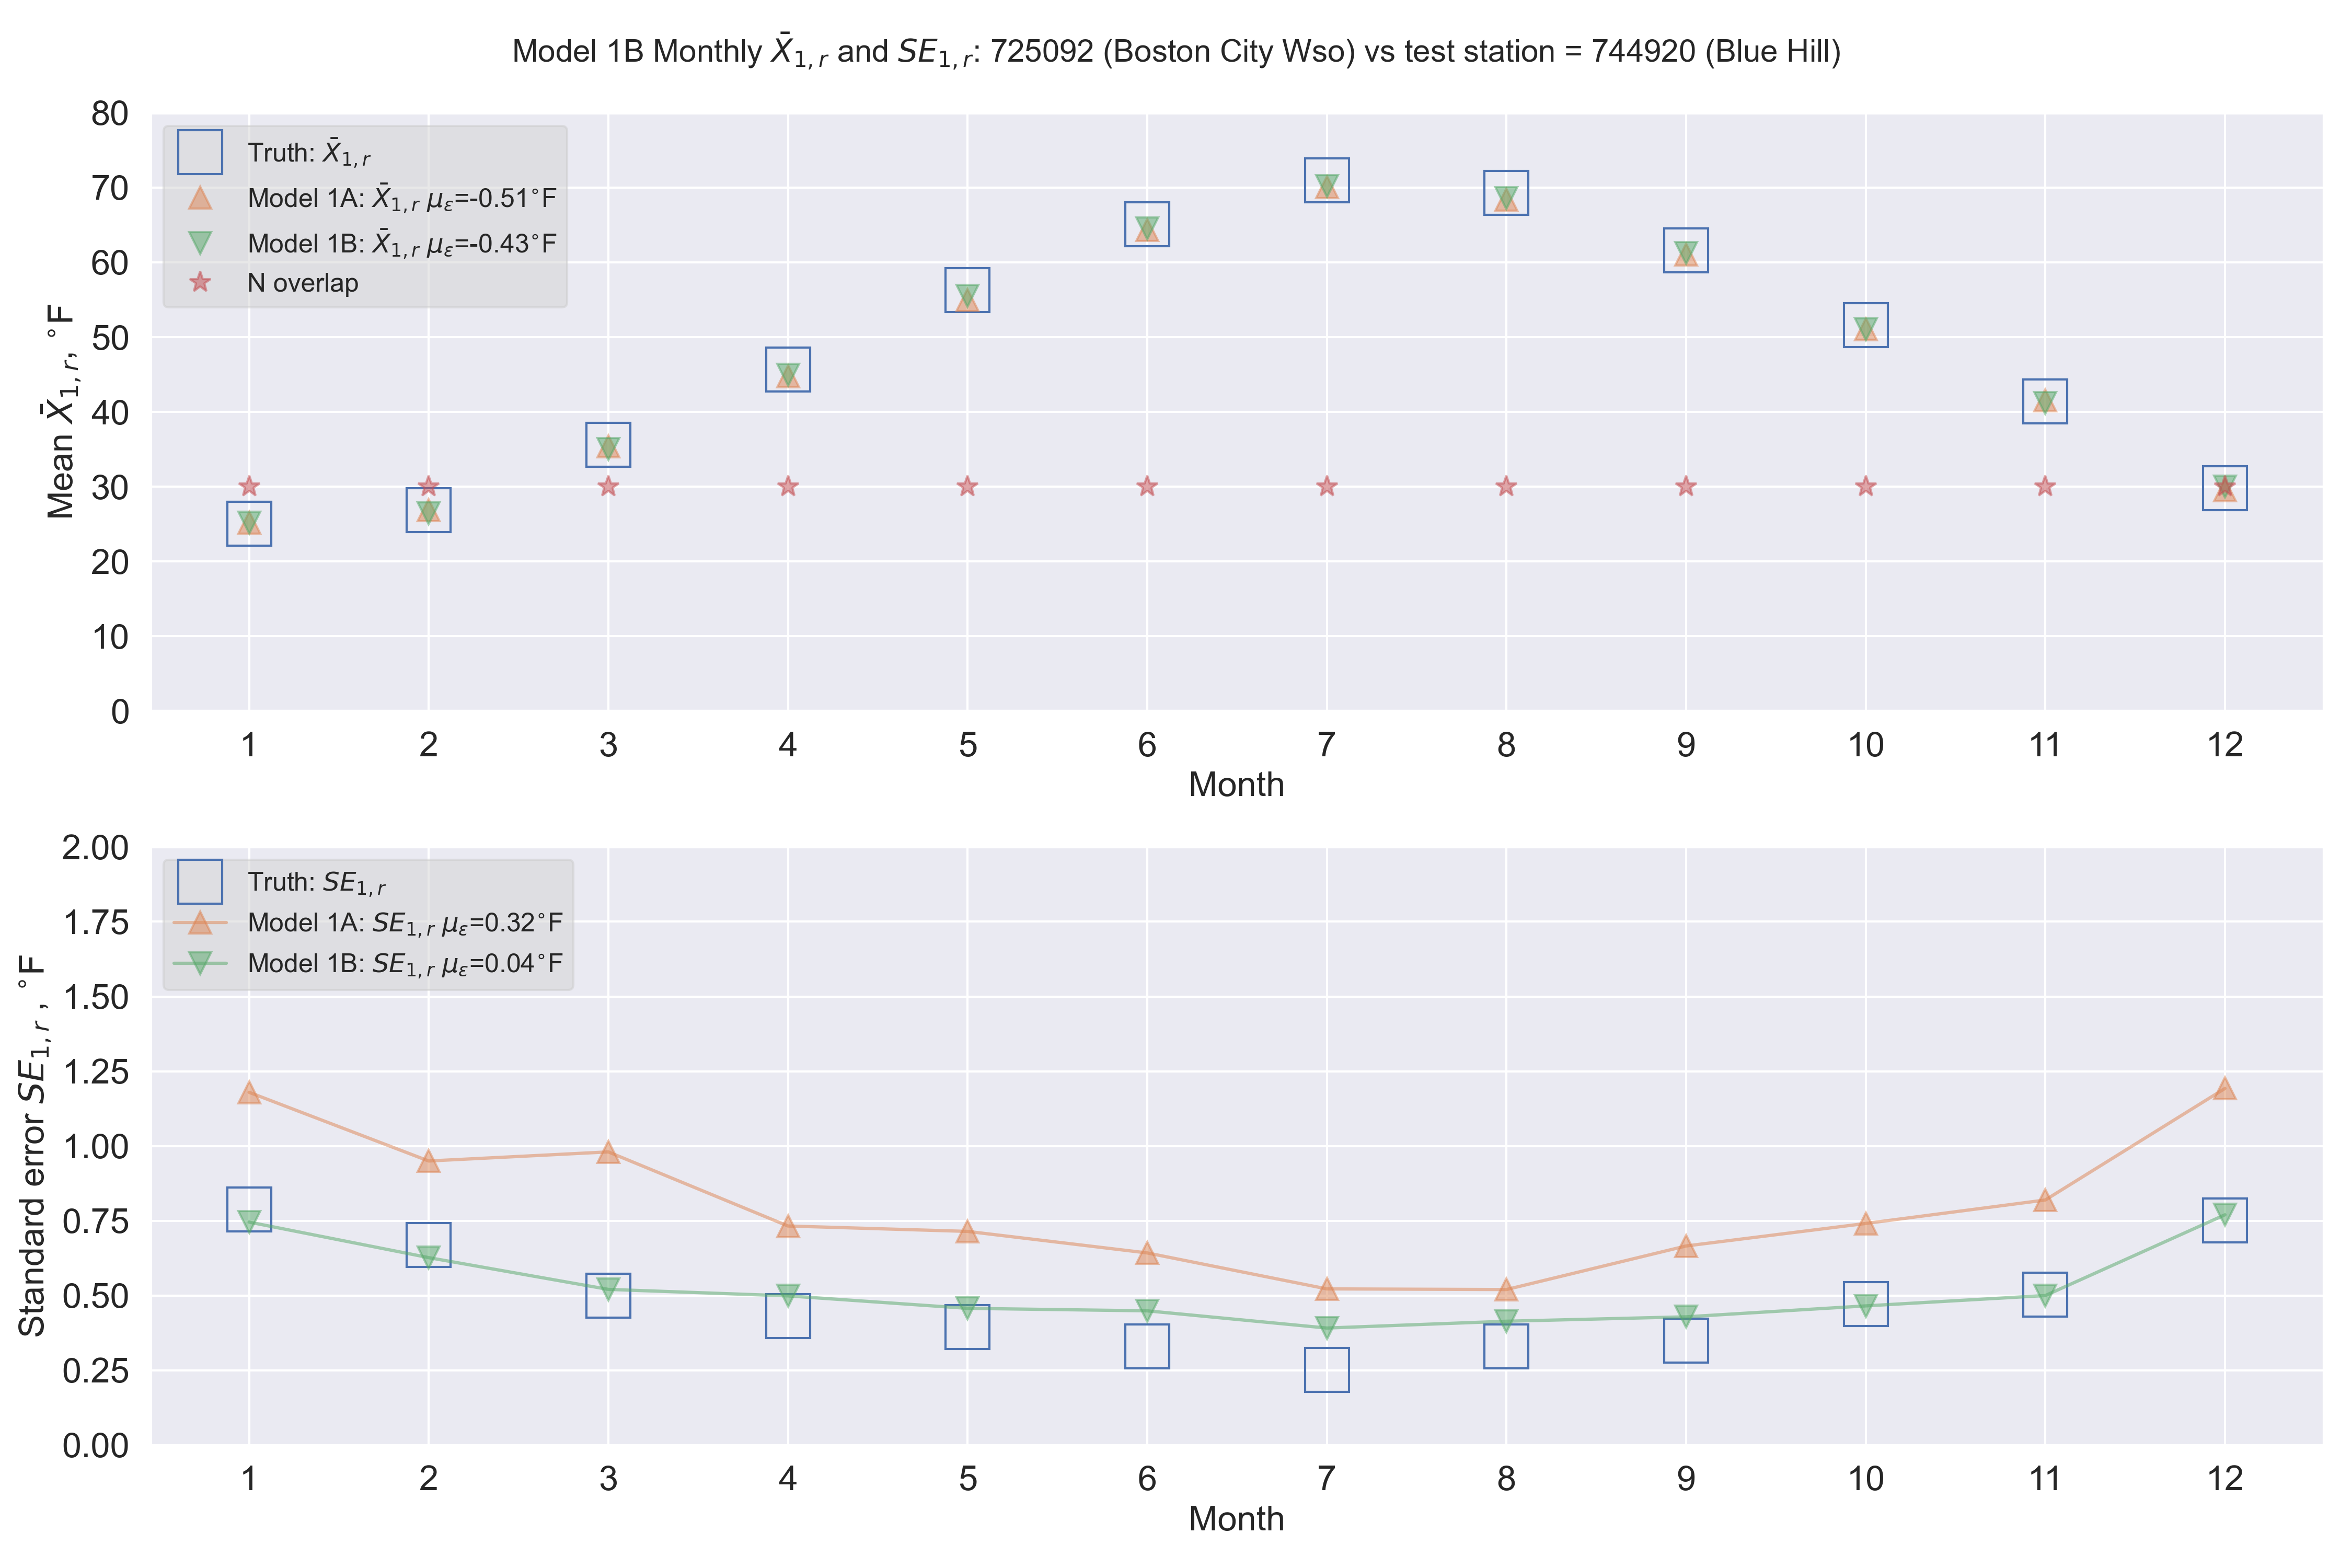 Model 1B Monthly X̄₁,ᵣ and SE₁,ᵣ: 725092 (Boston City Wso) vs test station = 744920 (Blue Hill)
80
70
60
50
40
30
20
10
0
Mean X̄₁,ᵣ, °F
Truth: X̄₁,ᵣ
Model 1A: X̄₁,ᵣ με=-0.51°F
Model 1B: X̄₁,ᵣ με=-0.43°F
N overlap
1 2 3 4 5 6 7 8 9 10 11 12
Month
2.00
1.75
1.50
1.25
1.00
0.75
0.50
0.25
0.00
Standard error SE₁,ᵣ , °F
Truth: SE₁,ᵣ
Model 1A: SE₁,ᵣ με=0.32°F
Model 1B: SE₁,ᵣ με=0.04°F
1 2 3 4 5 6 7 8 9 10 11 12
Month